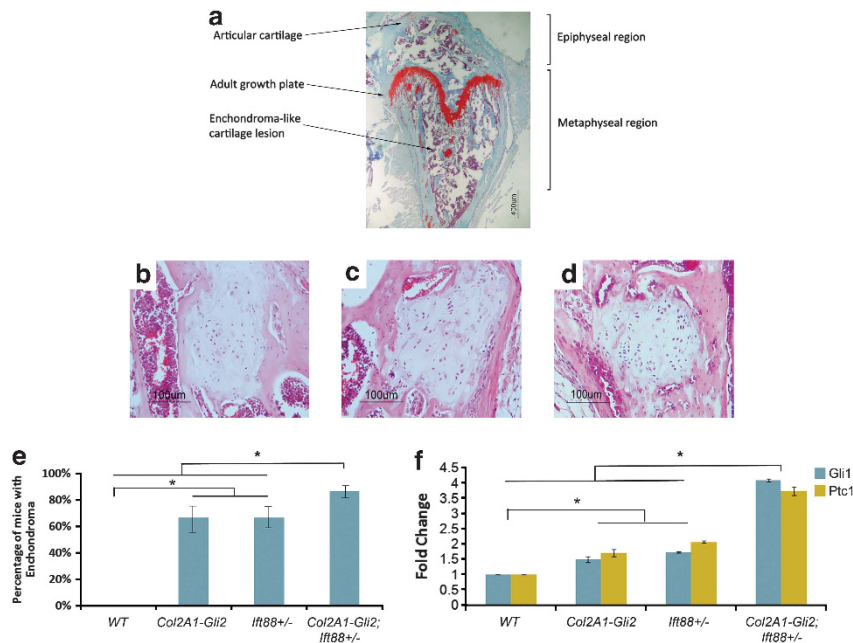 a
Articular cartilage
Epiphyseal region
Adult growth plate
Enchondroma-like
cartilage lesion
Metaphyseal region
400um
b
c
d
100um
100um
100um
e
Percentage of mice with
Enchondroma
100%
80%
60%
40%
20%
0%
*
*
WT
Col2A1-Gli2
Ift88+/-
Col2A1-Gli2;
Ift88+/-
f
Fold Change
4.5
4
3.5
3
2.5
2
1.5
1
0.5
0
*
*
Gli1
Ptc1
WT
Col2A1-Gli2
Ift88+/-
Col2A1-Gli2;
Ift88+/-